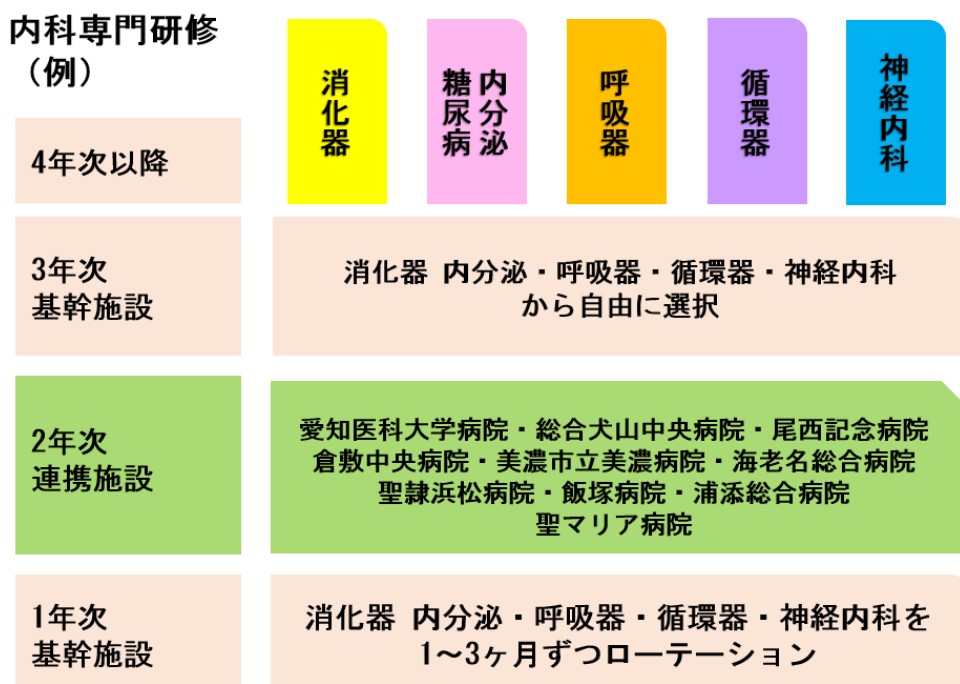 内科専門研修
（例）
消化器
内分泌
糖尿病
呼吸器
循環器
神経内科
4年次以降
3年次
基幹施設
消化器 内分泌・呼吸器・循環器・神経内科
から自由に選択
2年次
連携施設
愛知医科大学病院・総合犬山中央病院・尾西記念病院
倉敷中央病院・美濃市立美濃病院・海老名総合病院
聖隷浜松病院・飯塚病院・浦添総合病院
聖マリア病院
1年次
基幹施設
消化器 内分泌・呼吸器・循環器・神経内科を
1～3ヶ月ずつローテーション